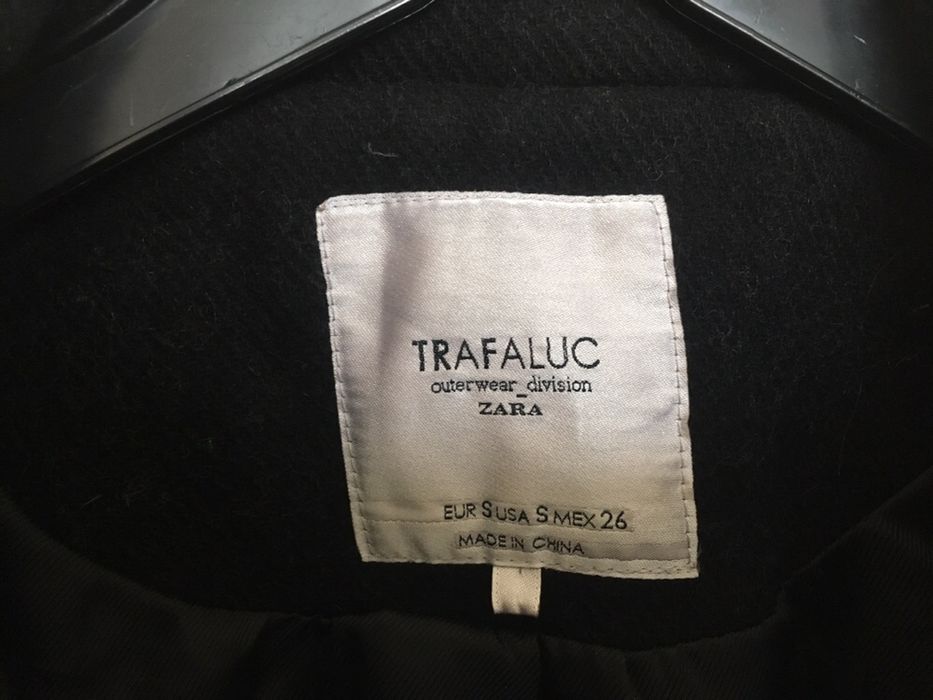 TRAFALUC
outerwear_division
ZARA
EUR S USA S MEX 26
MADE IN CHINA